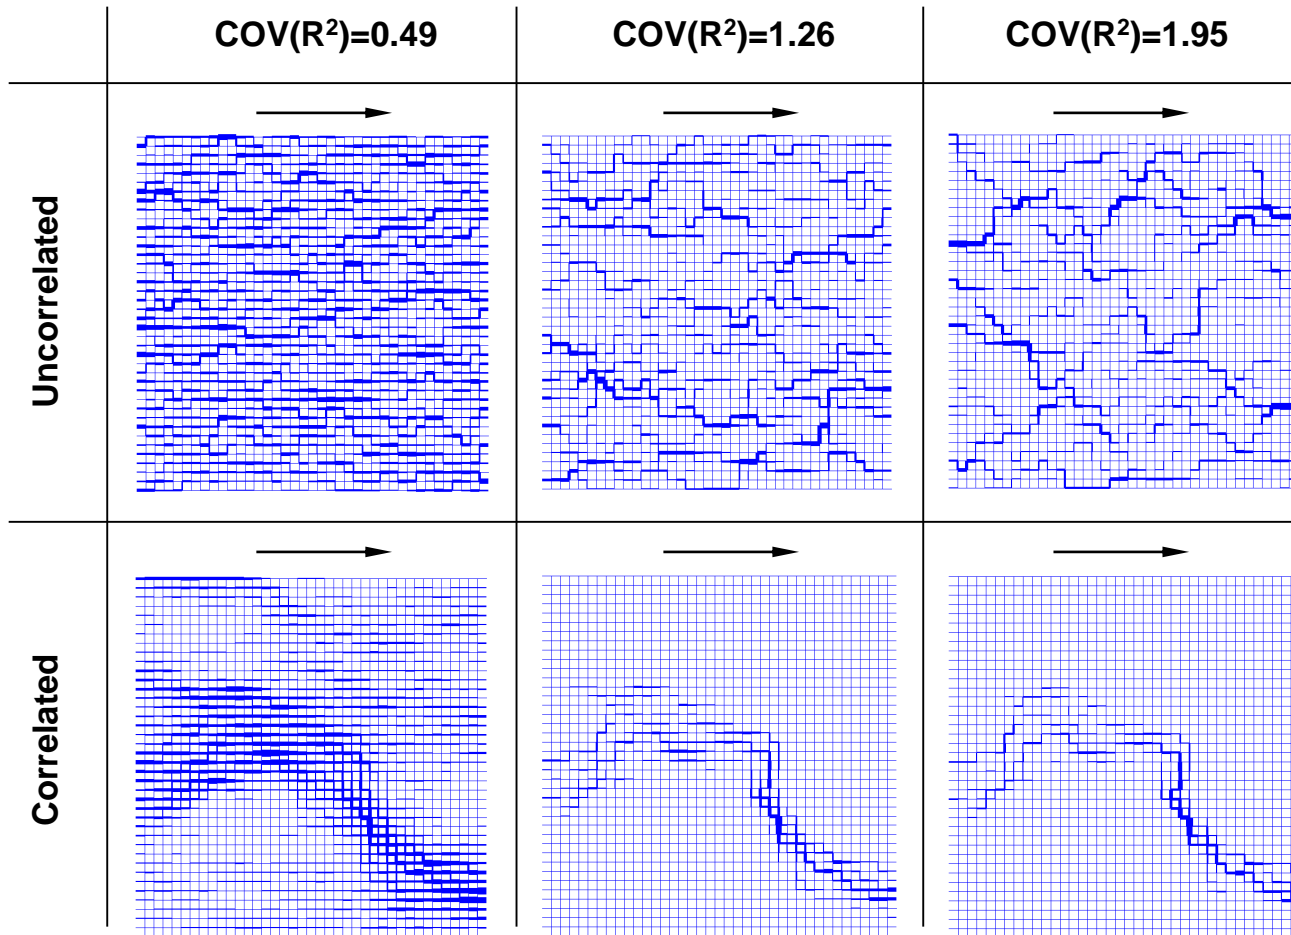 COV(R²)=0.49
COV(R²)=1.26
COV(R²)=1.95
Uncorrelated
Correlated